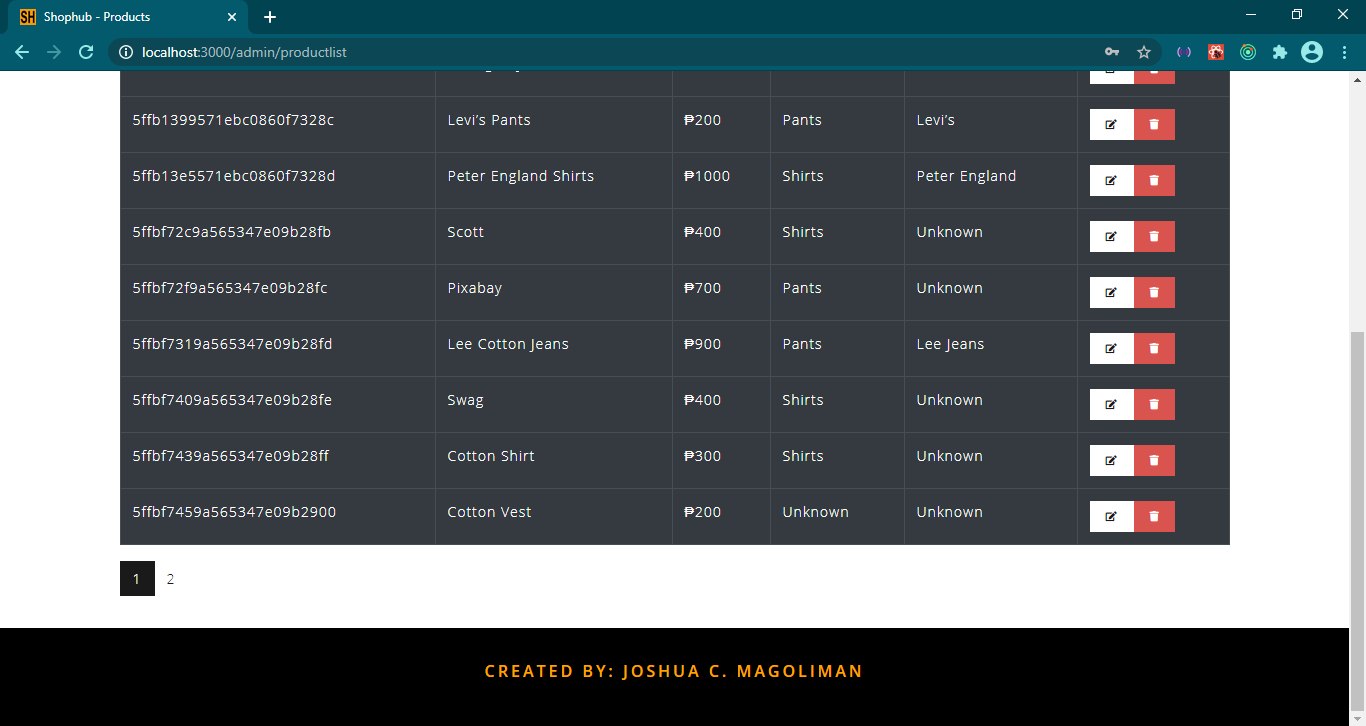 SH Shophub - Products
localhost:3000/admin/productlist
5ffb1399571ebc0860f7328c Levi's Pants ₱200 Pants Levi's
5ffb13e5571ebc0860f7328d Peter England Shirts ₱1000 Shirts Peter England
5ffbf72c9a565347e09b28fb Scott ₱400 Shirts Unknown
5ffbf72f9a565347e09b28fc Pixabay ₱700 Pants Unknown
5ffbf7319a565347e09b28fd Lee Cotton Jeans ₱900 Pants Lee Jeans
5ffbf7409a565347e09b28fe Swag ₱400 Shirts Unknown
5ffbf7439a565347e09b28ff Cotton Shirt ₱300 Shirts Unknown
5ffbf7459a565347e09b2900 Cotton Vest ₱200 Unknown Unknown
1 2
CREATED BY: JOSHUA C. MAGOLIMAN